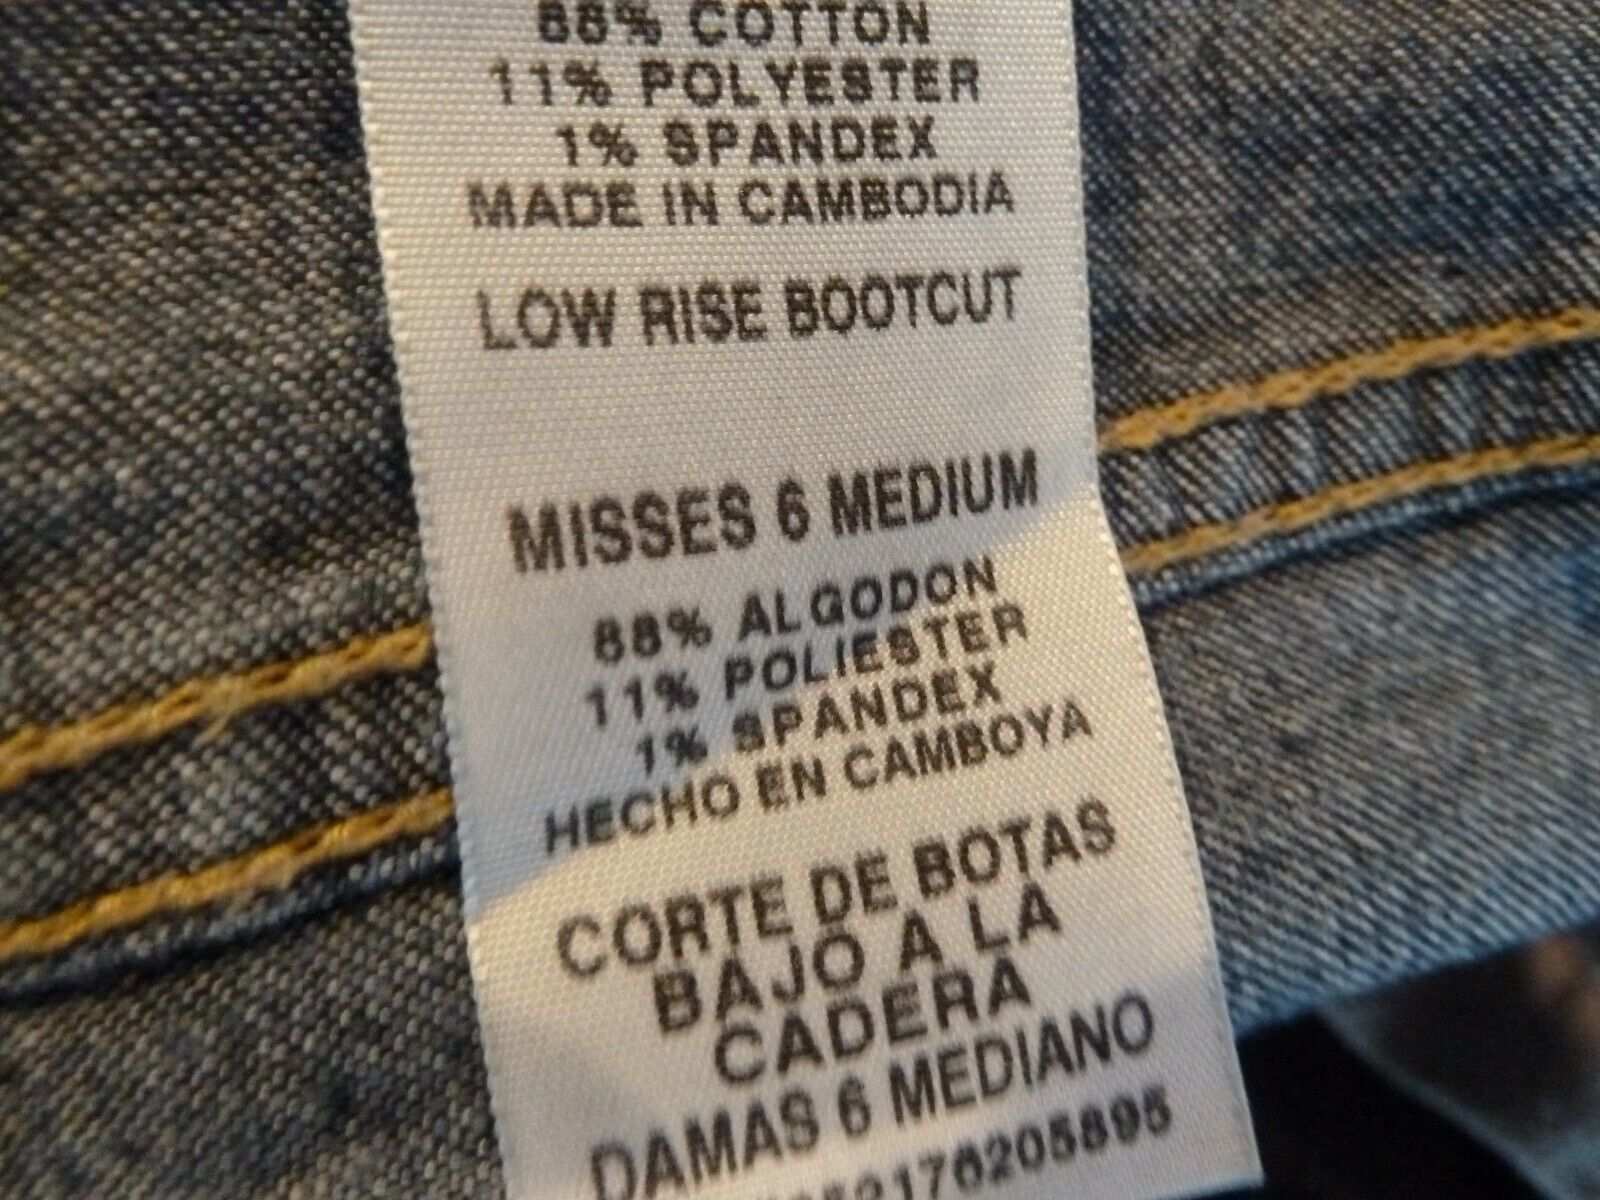 88% COTTON
11% POLYESTER
1% SPANDEX
MADE IN CAMBODIA
LOW RISE BOOTCUT
MISSES 6 MEDIUM
88% ALGODON
11% POLIESTER
1% SPANDEX
HECHO EN CAMBOYA
CORTE DE BOTAS
BAJO A LA
CADERA
DAMAS 6 MEDIANO